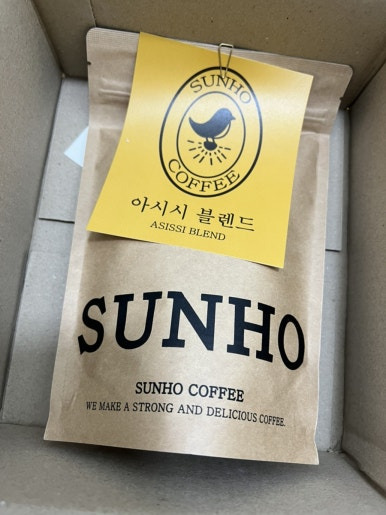 SUNHO
COFFEE
아시시 블렌드
ASISSI BLEND
SUNHO
SUNHO COFFEE
WE MAKE A STRONG AND DELICIOUS COFFEE.